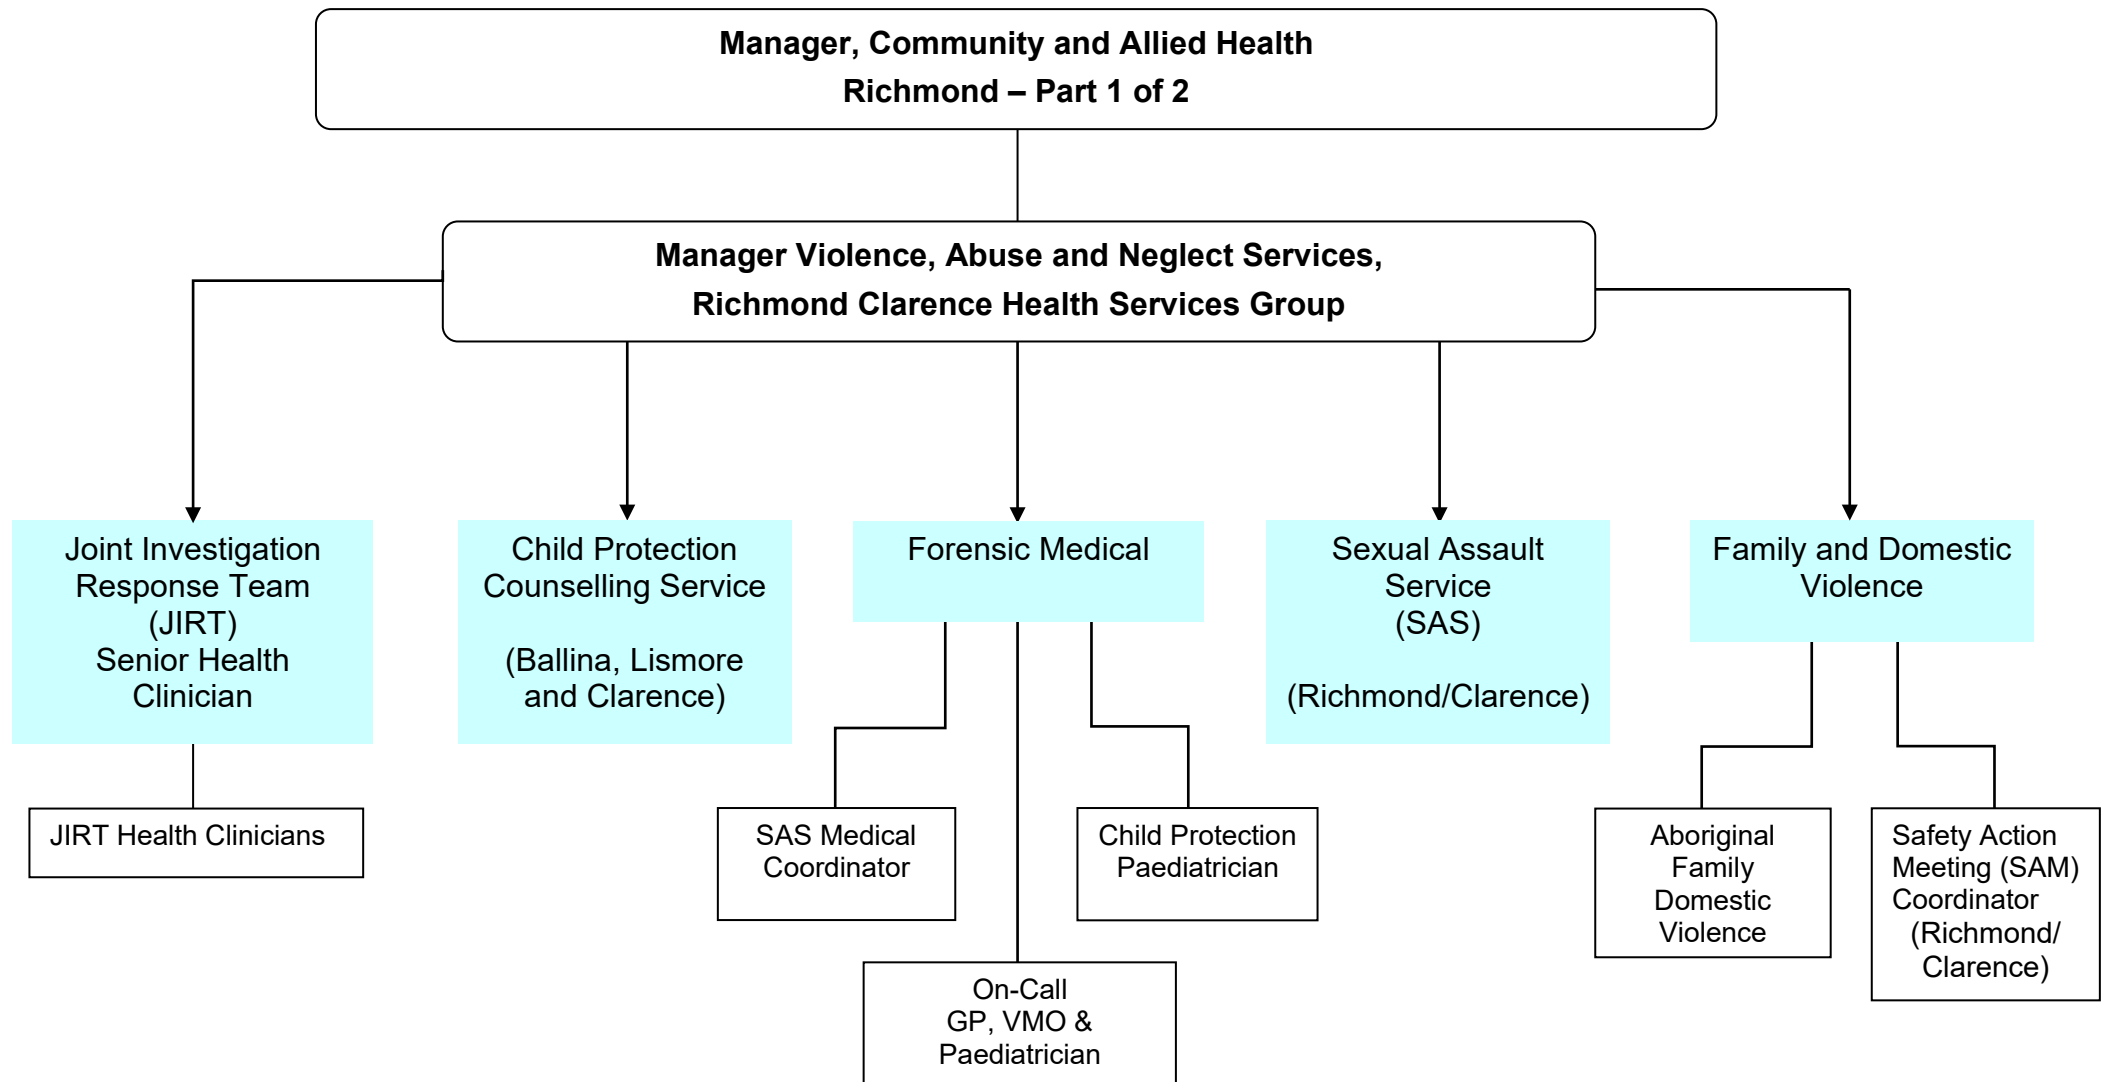 Manager, Community and Allied Health
Richmond – Part 1 of 2
Manager Violence, Abuse and Neglect Services,
Richmond Clarence Health Services Group
Joint Investigation
Response Team
(JIRT)
Senior Health
Clinician
Child Protection
Counselling Service
(Ballina, Lismore
and Clarence)
Forensic Medical
Sexual Assault
Service
(SAS)
(Richmond/Clarence)
Family and Domestic
Violence
JIRT Health Clinicians
SAS Medical
Coordinator
Child Protection
Paediatrician
Aboriginal
Family
Domestic
Violence
Safety Action
Meeting (SAM)
Coordinator
(Richmond/
Clarence)
On-Call
GP, VMO &
Paediatrician